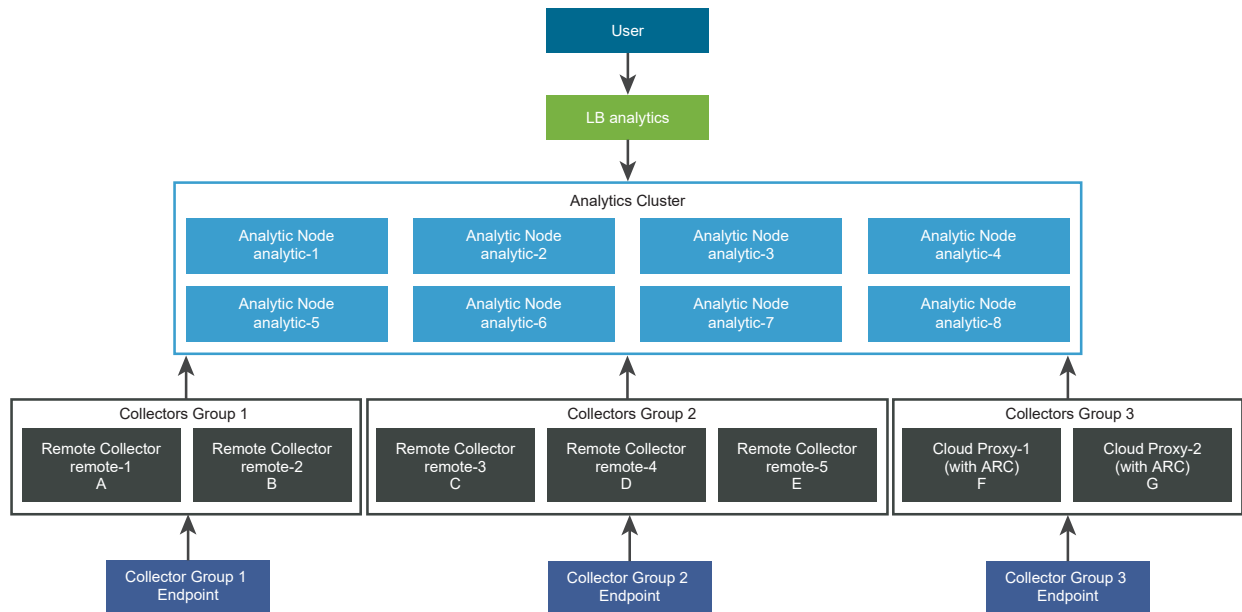 User
LB analytics
Analytics Cluster
Analytic Node
analytic-1
Analytic Node
analytic-2
Analytic Node
analytic-3
Analytic Node
analytic-4
Analytic Node
analytic-5
Analytic Node
analytic-6
Analytic Node
analytic-7
Analytic Node
analytic-8
Collectors Group 1
Remote Collector
remote-1
A
Remote Collector
remote-2
B
Collectors Group 2
Remote Collector
remote-3
C
Remote Collector
remote-4
D
Remote Collector
remote-5
E
Collectors Group 3
Cloud Proxy-1
(with ARC)
F
Cloud Proxy-2
(with ARC)
G
Collector Group 1
Endpoint
Collector Group 2
Endpoint
Collector Group 3
Endpoint